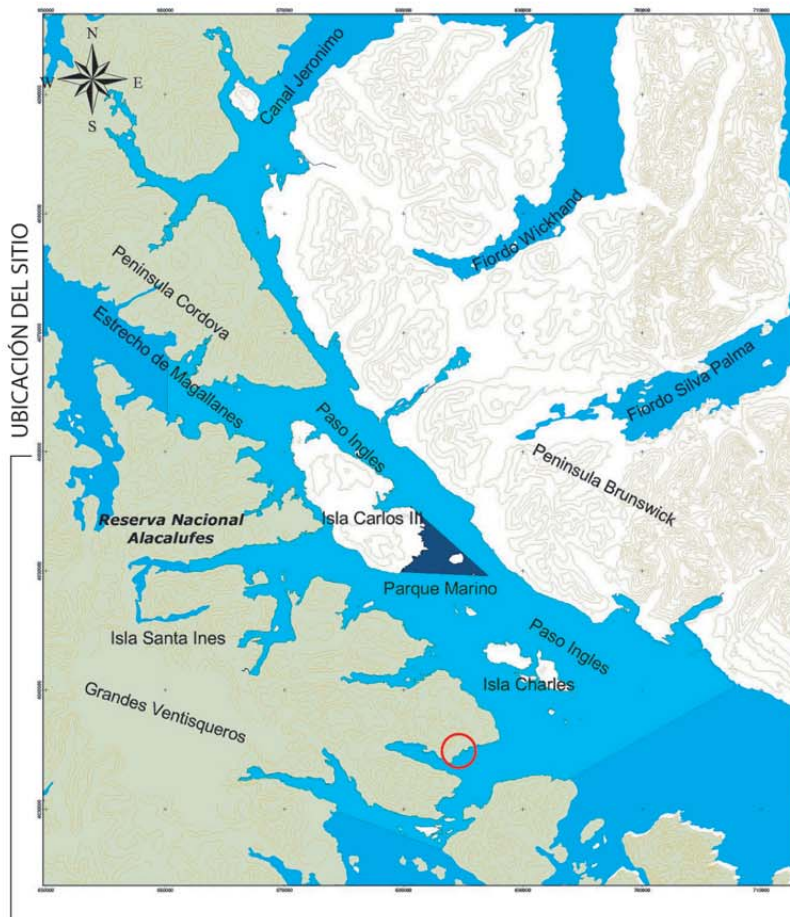 UBICACIÓN DEL SITIO
N
W
E
S
Canal Jeronimo
Fiordo Wickhand
Peninsula Cordova
Estrecho de Magallanes
Fiordo Silva Palma
Paso Ingles
Peninsula Brunswick
Isla Carlos III
Reserva Nacional
Alacalufes
Parque Marino
Isla Santa Ines
Paso Ingles
Isla Charles
Grandes Ventisqueros